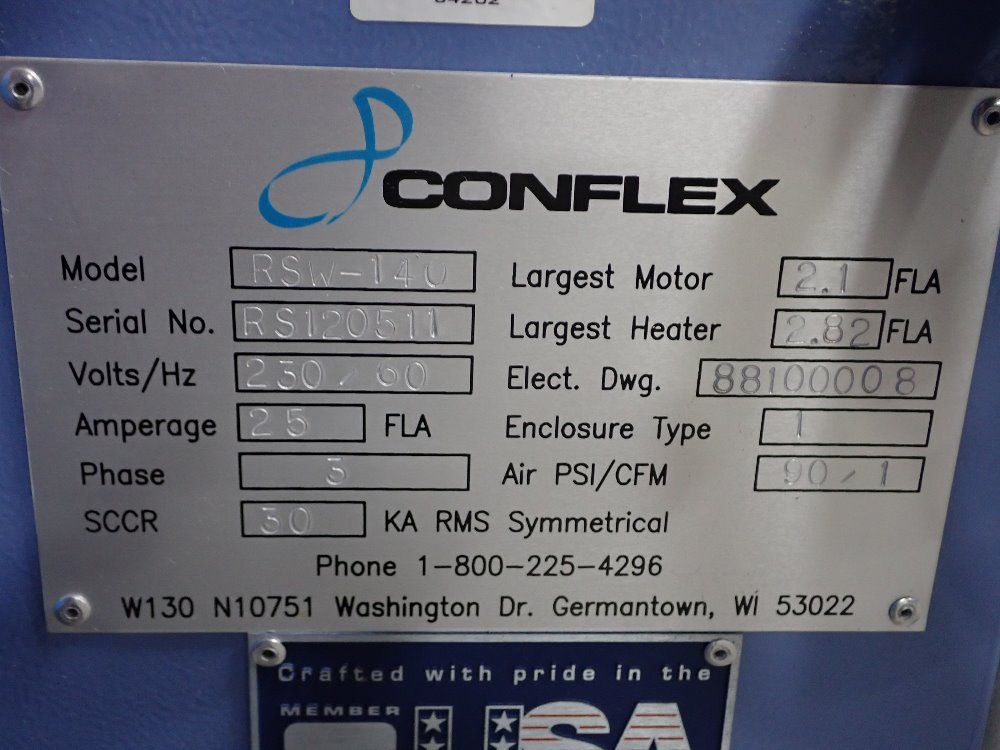 CONFLEX
Model RSW-140 Largest Motor 2.1 FLA
Serial No. RS120511 Largest Heater 2.82 FLA
Volts/Hz 230/60 Elect. Dwg. 88100008
Amperage 25 FLA Enclosure Type 1
Phase 3 Air PSI/CFM 90/1
SCCR 30 KA RMS Symmetrical
Phone 1-800-225-4296
W130 N10751 Washington Dr. Germantown, WI 53022
Crafted with pride in the
MEMBER
USA